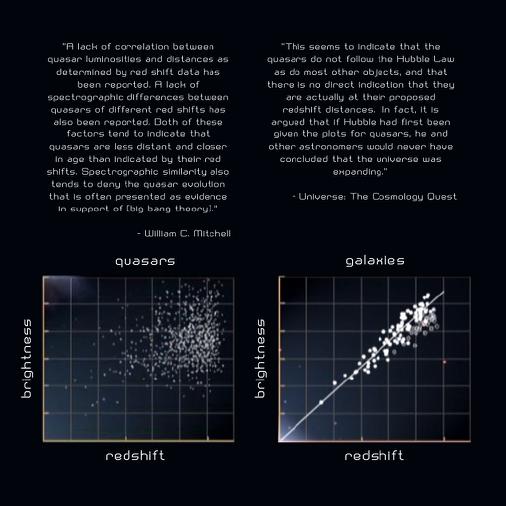 "A lack of correlation between
quasar luminosities and distances as
determined by red shift data has
been reported. A lack of
spectrographic differences between
quasars of different red shifts has
also been reported. Both of these
factors tend to indicate that
quasars are less distant and closer
in age than indicated by their red
shifts. Spectrographic similarity also
tends to deny the quasar evolution
that is often presented as evidence
in support of [big bang theory]."
- William C. Mitchell
"This seems to indicate that the
quasars do not follow the Hubble Law
as do most other objects, and that
there is no direct indication that they
are actually at their proposed
redshift distances. In fact, it is
argued that if Hubble had first been
given the plots for quasars, he and
other astronomers would never have
concluded that the universe was
expanding."
- Universe: The Cosmology Quest
quasars
brightness
redshift
galaxies
brightness
redshift